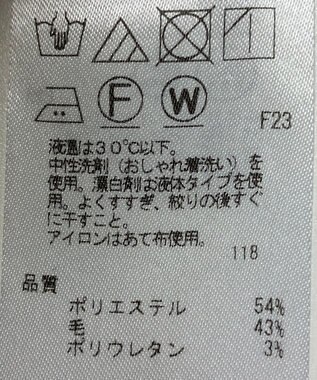 F W
F23
液温は30℃以下。
中性洗剤(おしゃれ着洗い)を
使用。漂白剤は液体タイプを使
用。よくすすぎ、絞りの後すぐ
に干すこと。
アイロンはあて布使用。
118
品質
ポリエステル 54%
毛 43%
ポリウレタン 3%